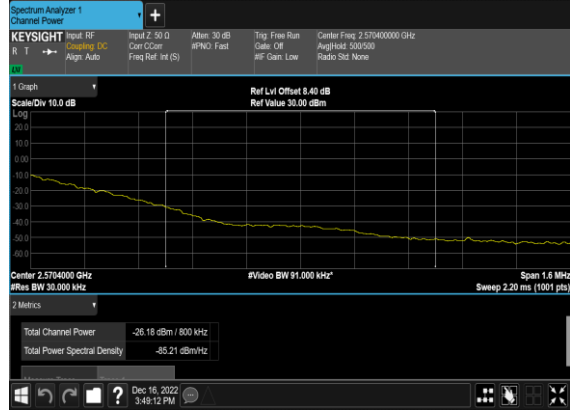 Spectrum Analyzer 1
Channel Power
+
KEYSIGHT
R T
LXI
Input: RF
Coupling: DC
Align: Auto
Input Z: 50 Ω
Corr CCorr
Freq Ref: Int (S)
Atten: 30 dB
#PNO: Fast
Trig: Free Run
Gate: Off
#IF Gain: Low
Center Freq: 2.570400000 GHz
Avg|Hold: 500/500
Radio Std: None
1 Graph
Scale/Div 10.0 dB
Ref Lvl Offset 8.40 dB
Ref Value 30.00 dBm
Log
20.0
10.0
0.00
-10.0
-20.0
-30.0
-40.0
-50.0
-60.0
Center 2.5704000 GHz
#Res BW 30.000 kHz
#Video BW 91.000 kHz*
Span 1.6 MHz
Sweep 2.20 ms (1001 pts)
2 Metrics
Total Channel Power -26.18 dBm / 800 kHz
Total Power Spectral Density -85.21 dBm/Hz
?
Dec 16, 2022
3:49:12 PM